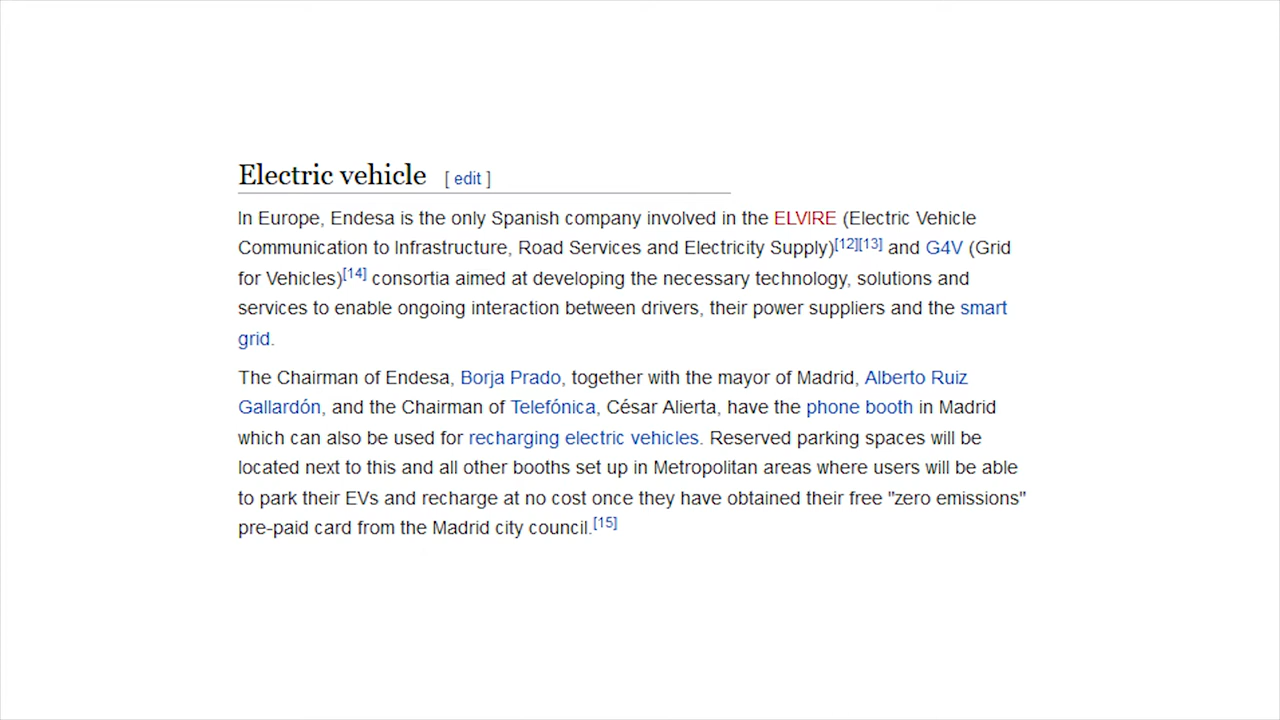 Electric vehicle [ edit ]
In Europe, Endesa is the only Spanish company involved in the ELVIRE (Electric Vehicle
Communication to Infrastructure, Road Services and Electricity Supply)[12][13] and G4V (Grid
for Vehicles)[14] consortia aimed at developing the necessary technology, solutions and
services to enable ongoing interaction between drivers, their power suppliers and the smart
grid.
The Chairman of Endesa, Borja Prado, together with the mayor of Madrid, Alberto Ruiz
Gallardón, and the Chairman of Telefónica, César Alierta, have the phone booth in Madrid
which can also be used for recharging electric vehicles. Reserved parking spaces will be
located next to this and all other booths set up in Metropolitan areas where users will be able
to park their EVs and recharge at no cost once they have obtained their free "zero emissions"
pre-paid card from the Madrid city council.[15]